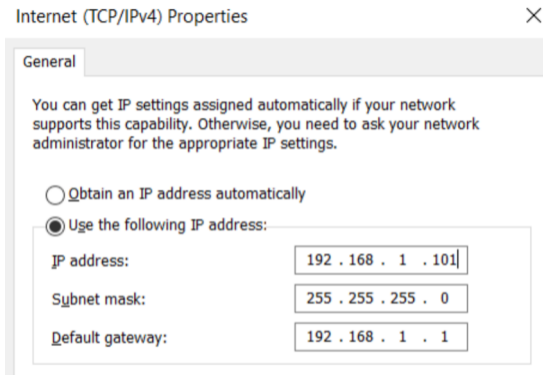 Internet (TCP/IPv4) Properties
General
You can get IP settings assigned automatically if your network
supports this capability. Otherwise, you need to ask your network
administrator for the appropriate IP settings.
Obtain an IP address automatically
Use the following IP address:
IP address: 192 . 168 . 1 . 101
Subnet mask: 255 . 255 . 255 . 0
Default gateway: 192 . 168 . 1 . 1